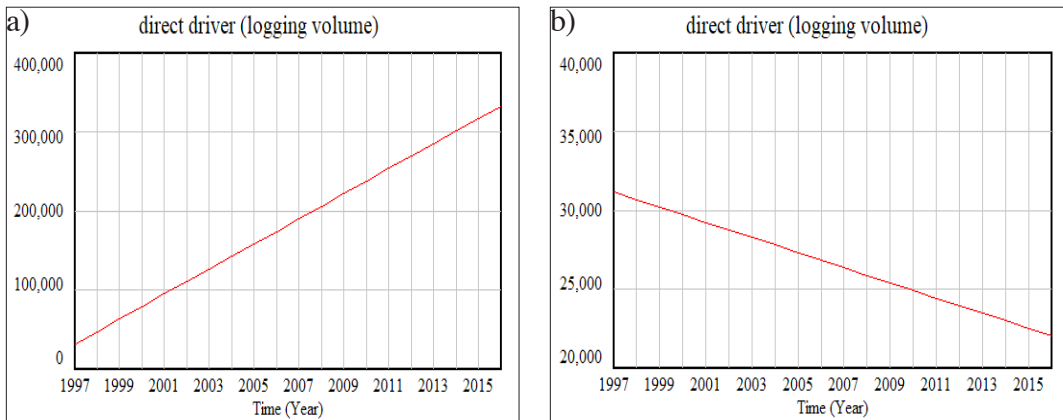 a)
direct driver (logging volume)
400,000
300,000
200,000
100,000
0
1997 1999 2001 2003 2005 2007 2009 2011 2013 2015
Time (Year)
b)
direct driver (logging volume)
40,000
35,000
30,000
25,000
20,000
1997 1999 2001 2003 2005 2007 2009 2011 2013 2015
Time (Year)